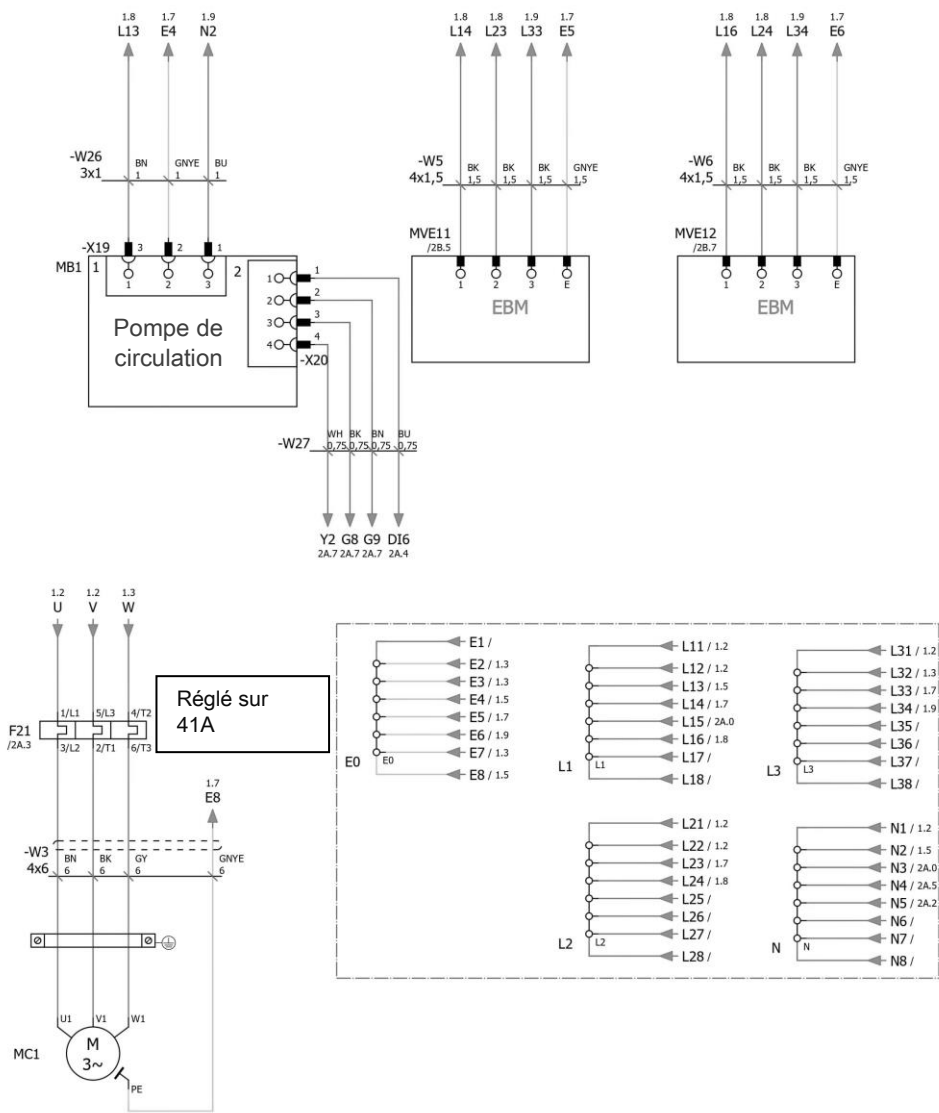 1.8 1.7 1.9
L13 E4 N2
-W26
3x1
BN GNYE BU
1 1 1
-X19 3 2 1
MB1 1 2
1 2 3
Pompe de
circulation
1 1
2 2
3 3
4 4
-X20
-W27
WH BK BN BU
0,75 0,75 0,75 0,75
Y2 G8 G9 DI6
2A.7 2A.7 2A.7 2A.4
1.8 1.8 1.9 1.7
L14 L23 L33 E5
-W5
4x1,5
BK BK BK GNYE
1,5 1,5 1,5 1,5
MVE11
/2B.5
1 2 3 E
EBM
1.8 1.8 1.9 1.7
L16 L24 L34 E6
-W6
4x1,5
BK BK BK GNYE
1,5 1,5 1,5 1,5
MVE12
/2B.7
1 2 3 E
EBM
1.2 1.2 1.3
U V W
1/L1 5/L3 4/T2
F21
/2A.3
3/L2 2/T1 6/T3
Réglé sur
41A
1.7
E8
-W3
4x6
BN BK GY GNYE
6 6 6 6
U1 V1 W1
MC1
M
3~
PE
E1 /
E2 / 1.3
E3 / 1.3
E4 / 1.5
E5 / 1.7
E6 / 1.9
E7 / 1.3
E8 / 1.5
E0 E0
L11 / 1.2
L12 / 1.2
L13 / 1.5
L14 / 1.7
L15 / 2A.0
L16 / 1.8
L17 /
L18 /
L1 L1
L31 / 1.2
L32 / 1.3
L33 / 1.7
L34 / 1.9
L35 /
L36 /
L37 /
L38 /
L3 L3
L21 / 1.2
L22 / 1.2
L23 / 1.7
L24 / 1.8
L25 /
L26 /
L27 /
L28 /
L2 L2
N1 / 1.2
N2 / 1.5
N3 / 2A.0
N4 / 2A.5
N5 / 2A.2
N6 /
N7 /
N8 /
N N